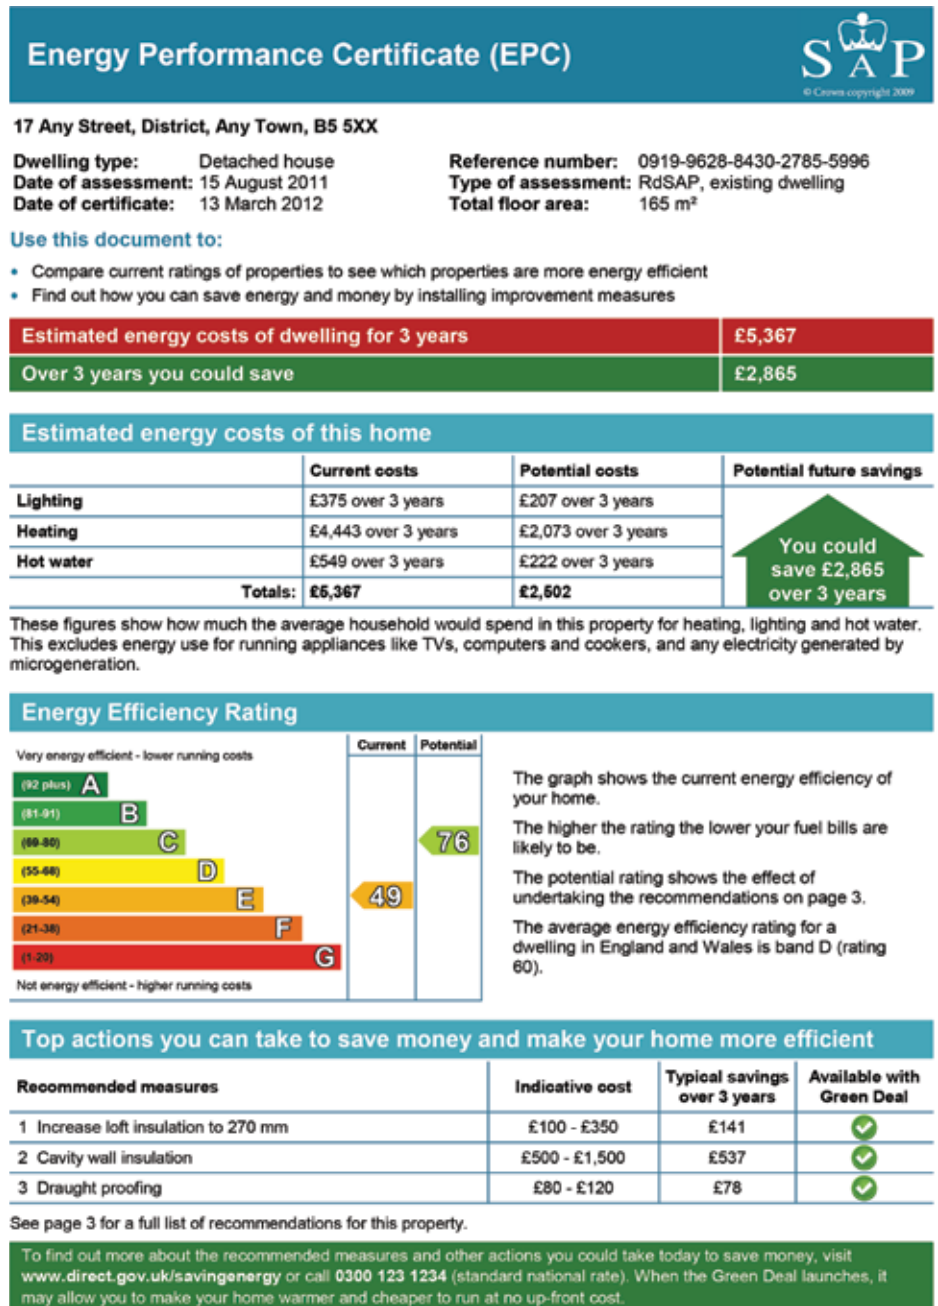 Energy Performance Certificate (EPC)
SAP
© Crown copyright 2009
17 Any Street, District, Any Town, B5 5XX
Dwelling type: Detached house
Date of assessment: 15 August 2011
Date of certificate: 13 March 2012
Reference number: 0919-9628-8430-2785-5996
Type of assessment: RdSAP, existing dwelling
Total floor area: 165 m²
Use this document to:
• Compare current ratings of properties to see which properties are more energy efficient
• Find out how you can save energy and money by installing improvement measures
Estimated energy costs of dwelling for 3 years £5,367
Over 3 years you could save £2,865
Estimated energy costs of this home
Current costs Potential costs Potential future savings
Lighting £375 over 3 years £207 over 3 years
Heating £4,443 over 3 years £2,073 over 3 years
Hot water £549 over 3 years £222 over 3 years
Totals: £5,367 £2,502
You could
save £2,865
over 3 years
These figures show how much the average household would spend in this property for heating, lighting and hot water.
This excludes energy use for running appliances like TVs, computers and cookers, and any electricity generated by
microgeneration.
Energy Efficiency Rating
Very energy efficient - lower running costs
Current Potential
(92 plus) A
(81-91) B
(69-80) C
(55-68) D
(39-54) E
(21-38) F
(1-20) G
49
76
Not energy efficient - higher running costs
The graph shows the current energy efficiency of
your home.
The higher the rating the lower your fuel bills are
likely to be.
The potential rating shows the effect of
undertaking the recommendations on page 3.
The average energy efficiency rating for a
dwelling in England and Wales is band D (rating
60).
Top actions you can take to save money and make your home more efficient
Recommended measures Indicative cost Typical savings over 3 years Available with Green Deal
1 Increase loft insulation to 270 mm £100 - £350 £141
2 Cavity wall insulation £500 - £1,500 £537
3 Draught proofing £80 - £120 £78
See page 3 for a full list of recommendations for this property.
To find out more about the recommended measures and other actions you could take today to save money, visit
www.direct.gov.uk/savingenergy or call 0300 123 1234 (standard national rate). When the Green Deal launches, it
may allow you to make your home warmer and cheaper to run at no up-front cost.